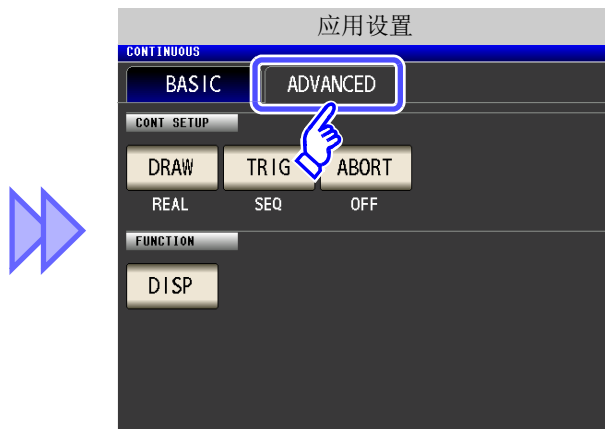 应用设置
CONTINUOUS
BASIC ADVANCED
CONT SETUP
DRAW TRIG ABORT
REAL SEQ OFF
FUNCTION
DISP